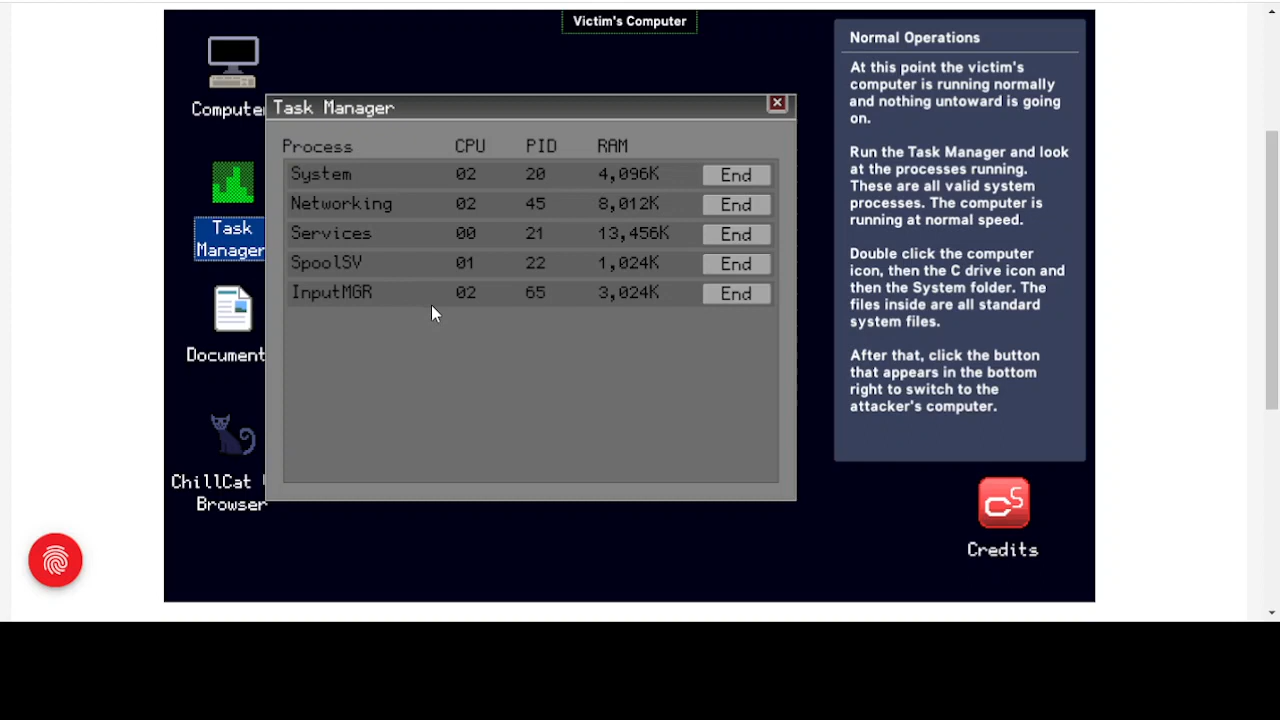 Victim's Computer
Computer
Task
Manager
Document
ChillCat
Browser
Task Manager
Process CPU PID RAM
System 02 20 4,096K End
Networking 02 45 8,012K End
Services 00 21 13,456K End
SpoolSV 01 22 1,024K End
InputMGR 02 65 3,024K End
Normal Operations
At this point the victim's
computer is running normally
and nothing untoward is going
on.
Run the Task Manager and look
at the processes running.
These are all valid system
processes. The computer is
running at normal speed.
Double click the computer
icon, then the C drive icon and
then the System folder. The
files inside are all standard
system files.
After that, click the button
that appears in the bottom
right to switch to the
attacker's computer.
CS
Credits